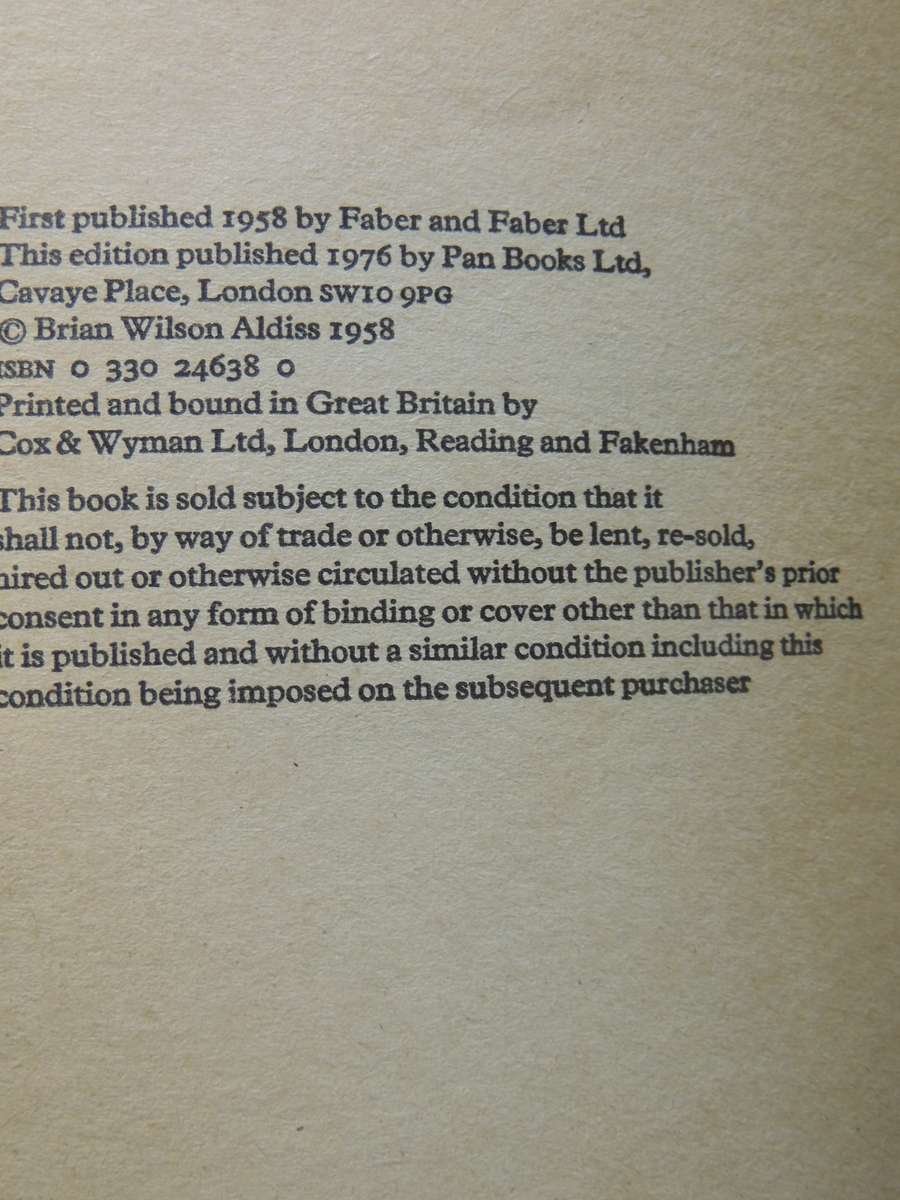 First published 1958 by Faber and Faber Ltd
This edition published 1976 by Pan Books Ltd,
Cavaye Place, London SW10 9PG
© Brian Wilson Aldiss 1958
ISBN 0 330 24638 0
Printed and bound in Great Britain by
Cox & Wyman Ltd, London, Reading and Fakenham
This book is sold subject to the condition that it
shall not, by way of trade or otherwise, be lent, re-sold,
hired out or otherwise circulated without the publisher's prior
consent in any form of binding or cover other than that in which
it is published and without a similar condition including this
condition being imposed on the subsequent purchaser